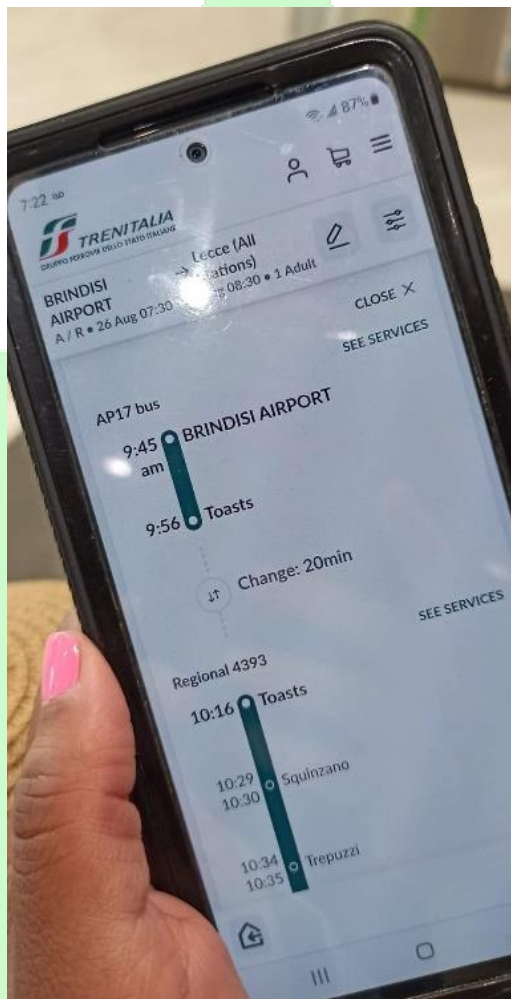 7:22
87%
TRENITALIA
GRUPPO FERROVIE DELLO STATO ITALIANE
BRINDISI AIRPORT
→ Lecce (All
A / R • 26 Aug 07:30
08:30 • 1 Adult
CLOSE ×
SEE SERVICES
AP17 bus
9:45 am BRINDISI AIRPORT
9:56 Toasts
Change: 20min
SEE SERVICES
Regional 4393
10:16 Toasts
10:29
10:30 Squinzano
10:34
10:35 Trepuzzi